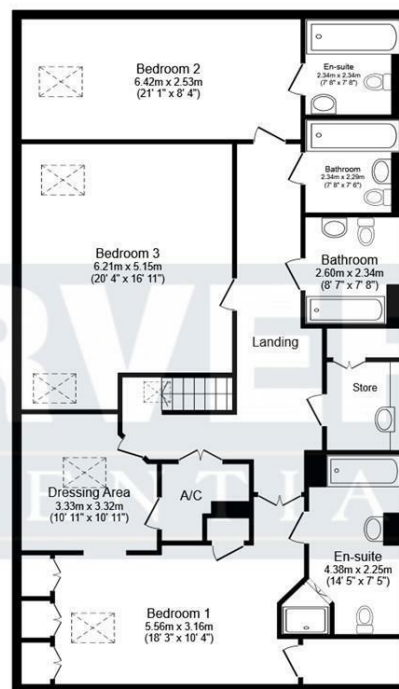 Bedroom 2
6.42m x 2.53m
(21' 1" x 8' 4")
En-suite
2.34m x 2.34m
(7' 8" x 7' 8")
Bathroom
2.34m x 2.29m
(7' 8" x 7' 6")
Bedroom 3
6.21m x 5.15m
(20' 4" x 16' 11")
Bathroom
2.60m x 2.34m
(8' 7" x 7' 8")
Landing
Store
Dressing Area
3.33m x 3.32m
(10' 11" x 10' 11")
A/C
En-suite
4.38m x 2.25m
(14' 5" x 7' 5")
Bedroom 1
5.56m x 3.16m
(18' 3" x 10' 4")